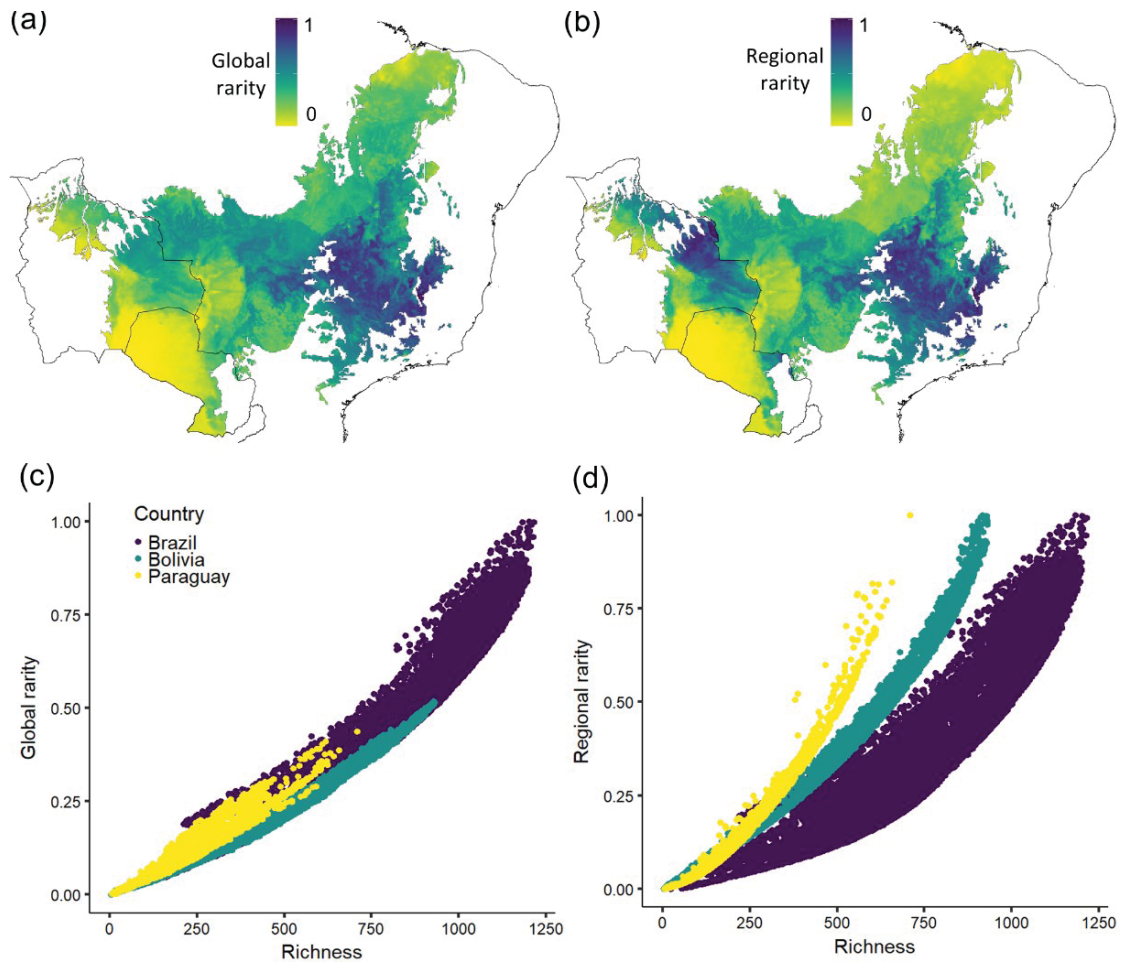 (a)
1
Global
rarity
0
(b)
1
Regional
rarity
0
(c)
Country
Brazil
Bolivia
Paraguay
1.00
0.75
0.50
0.25
0.00
Global rarity
0
250
500
750
1000
1250
Richness
(d)
1.00
0.75
0.50
0.25
0.00
Regional rarity
0
250
500
750
1000
1250
Richness